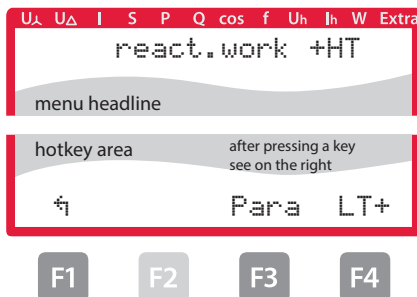 U⅄ U△ I S P Q cos f Uh Ih W Extra
react.work +HT
menu headline
hotkey area
after pressing a key
see on the right
↰ Para LT+
F1 F2 F3 F4